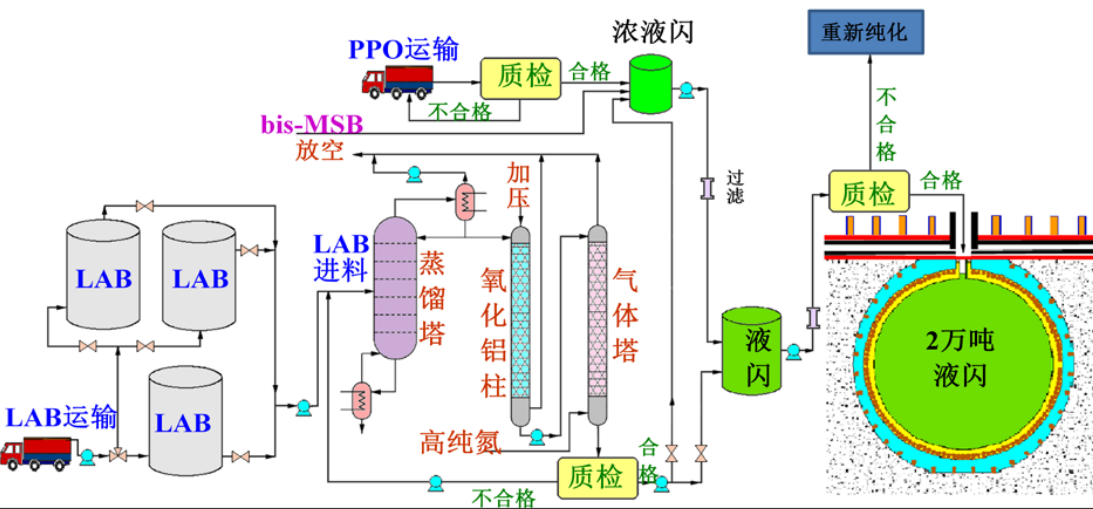 浓液闪
重新纯化
PPO运输
质检
合格
不合格
bis-MSB
放空
加压
过滤
不合格
质检
合格
LAB
LAB
LAB
进料
蒸馏塔
氧化铝柱
气体塔
液闪
2万吨
液闪
LAB运输
LAB
高纯氮
合格
质检
不合格